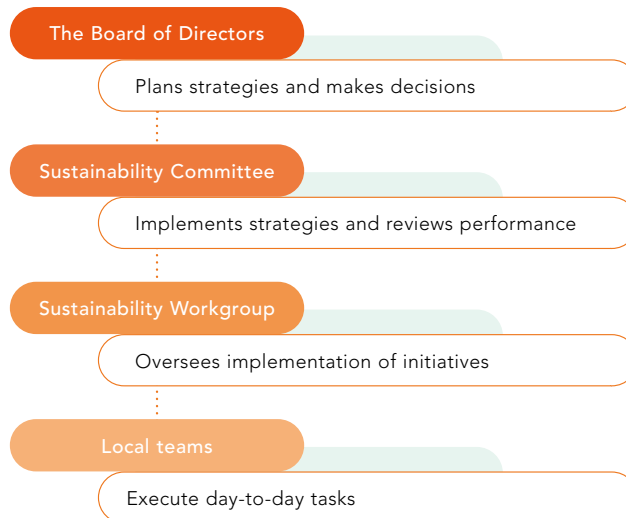 The Board of Directors
Plans strategies and makes decisions
Sustainability Committee
Implements strategies and reviews performance
Sustainability Workgroup
Oversees implementation of initiatives
Local teams
Execute day-to-day tasks